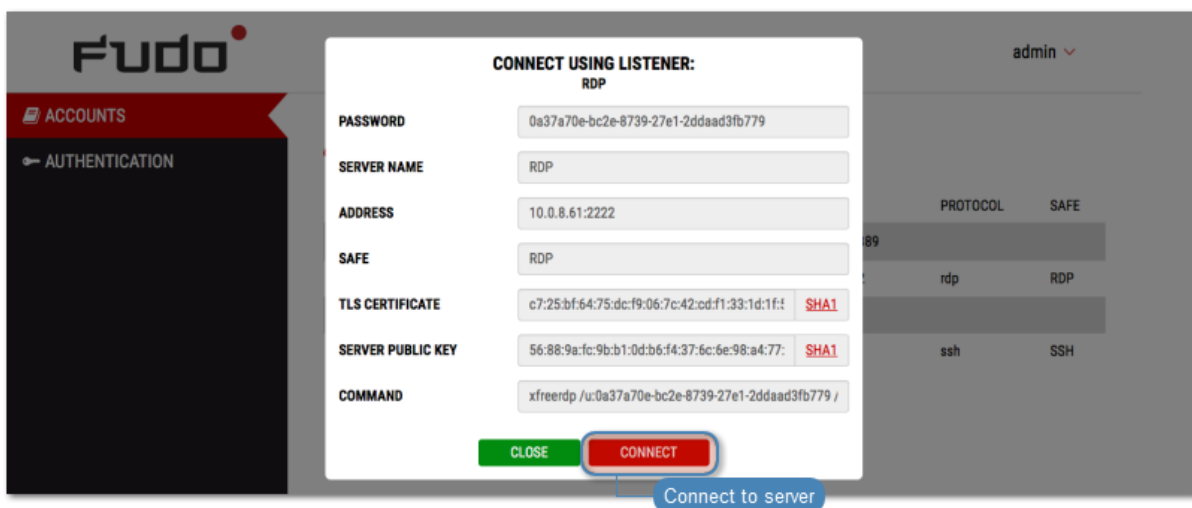 Fudo
admin
ACCOUNTS
AUTHENTICATION
CONNECT USING LISTENER:
RDP
PASSWORD 0a37a70e-bc2e-8739-27e1-2ddaad3fb779
SERVER NAME RDP
ADDRESS 10.0.8.61:2222
SAFE RDP
TLS CERTIFICATE c7:25:bf:64:75:dc:f9:06:7c:42:cd:f1:33:1d:1f: SHA1
SERVER PUBLIC KEY 56:88:9a:fc:9b:b1:0d:b6:f4:37:6c:6e:98:a4:77: SHA1
COMMAND xfreerdp /u:0a37a70e-bc2e-8739-27e1-2ddaad3fb779 /
CLOSE CONNECT
Connect to server
PROTOCOL SAFE
89
rdp RDP
ssh SSH